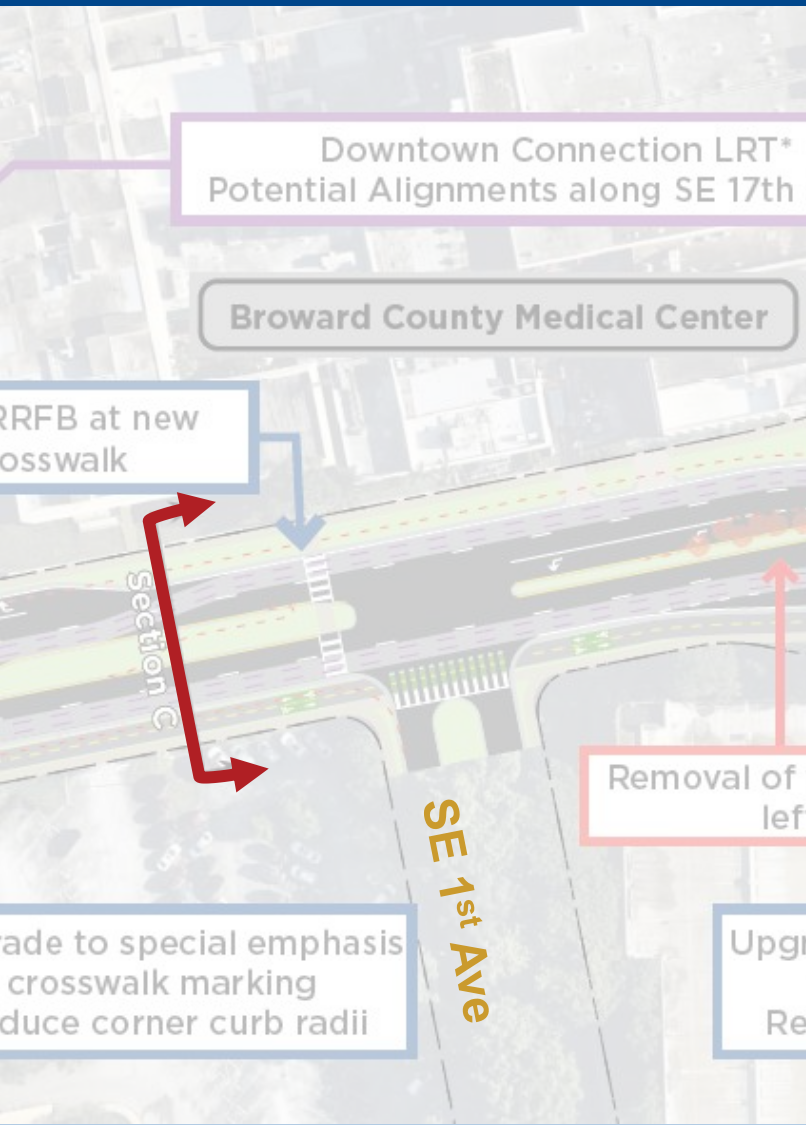 Downtown Connection LRT*
Potential Alignments along SE 17th
Broward County Medical Center
RRFB at new
osswalk
Section C
Removal of
left
SE 1st Ave
ade to special emphasis
crosswalk marking
duce corner curb radii
Upgr
Re